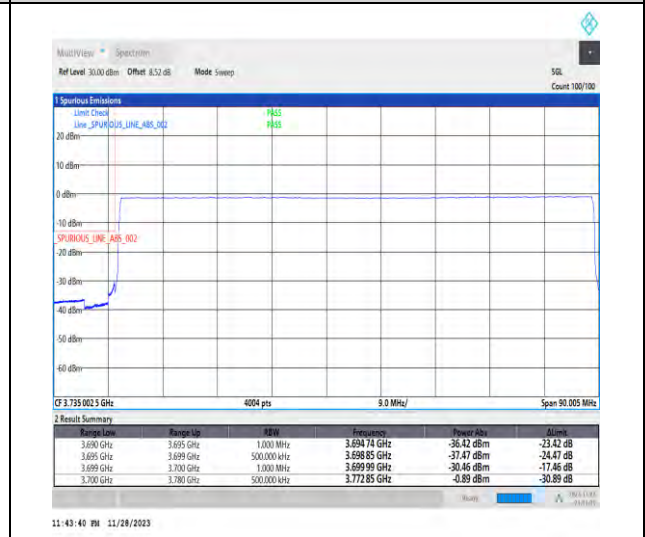 MultiView Spectrum
Ref Level 30.00 dBm Offset 8.52 dB Mode Sweep SGL
Count 100/100
1 Spurious Emissions
Limit Check PASS
Line _SPURIOUS_LINE_ABS_002 PASS
20 dBm
10 dBm
0 dBm
-10 dBm
_SPURIOUS_LINE_ABS_002
-20 dBm
-30 dBm
-40 dBm
-50 dBm
-60 dBm
CF 3.735 002 5 GHz 4004 pts 9.0 MHz/ Span 90.005 MHz
2 Result Summary
Range Low Range Up RBW Frequency Power Abs ΔLimit
3.690 GHz 3.695 GHz 1.000 MHz 3.694 74 GHz -36.42 dBm -23.42 dB
3.695 GHz 3.699 GHz 500.000 kHz 3.698 85 GHz -37.47 dBm -24.47 dB
3.699 GHz 3.700 GHz 1.000 MHz 3.699 99 GHz -30.46 dBm -17.46 dB
3.700 GHz 3.780 GHz 500.000 kHz 3.772 85 GHz -0.89 dBm -30.89 dB
Ready
11:43:40 PM 11/28/2023